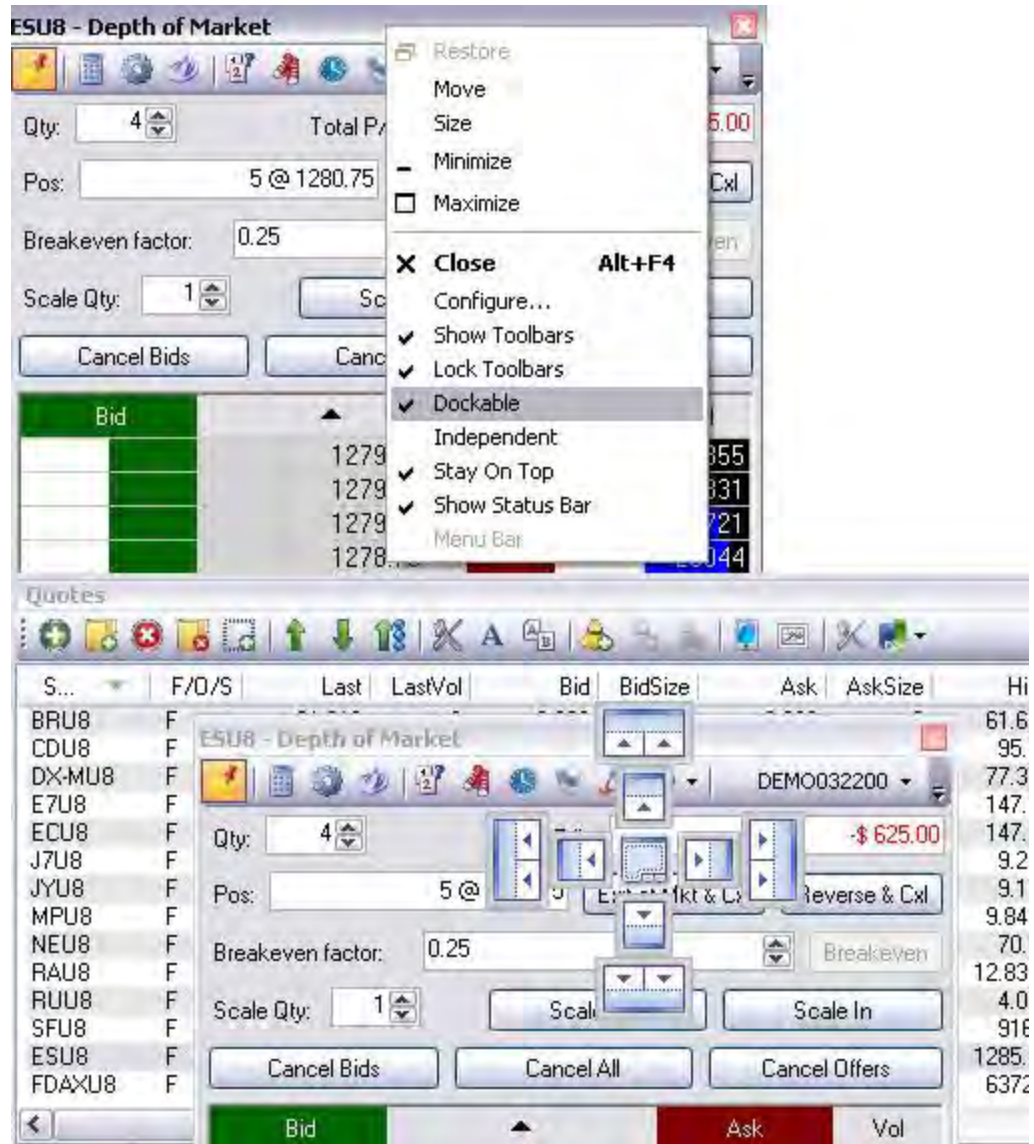 ESU8 - Depth of Market
Restore
Move
Qty: 4 Total P/ 5.00
Size
Minimize
Pos: 5 @ 1280.75 Cxl
Maximize
Breakeven factor: 0.25 en
Close Alt+F4
Scale Qty: 1 Sc
Configure...
Show Toolbars
Cancel Bids Canc
Lock Toolbars
Dockable
Bid
Independent
1279 355
Stay On Top
1279 331
Show Status Bar
1279 721
Menu Bar
1278. 044
Quotes
S... F/O/S Last LastVol Bid BidSize Ask AskSize Hi
BRU8 F 61.6
CDU8 F ESU8 - Depth of Market 95.
DX-MU8 F DEMO032200 77.3
E7U8 F 147.
ECU8 F Qty: 4 -$ 625.00 147.
J7U8 F 9.2
JYU8 F Pos: 5 @ Reverse & Cxl 9.1
MPU8 F 9.84
NEU8 F Breakeven factor: 0.25 Breakeven 70.
RAU8 F 12.83
RUU8 F Scale Qty: 1 Scal Scale In 4.0
SFU8 F 916
ESU8 F Cancel Bids Cancel All Cancel Offers 1285.
FDAXU8 F 6372
Bid Ask Vol